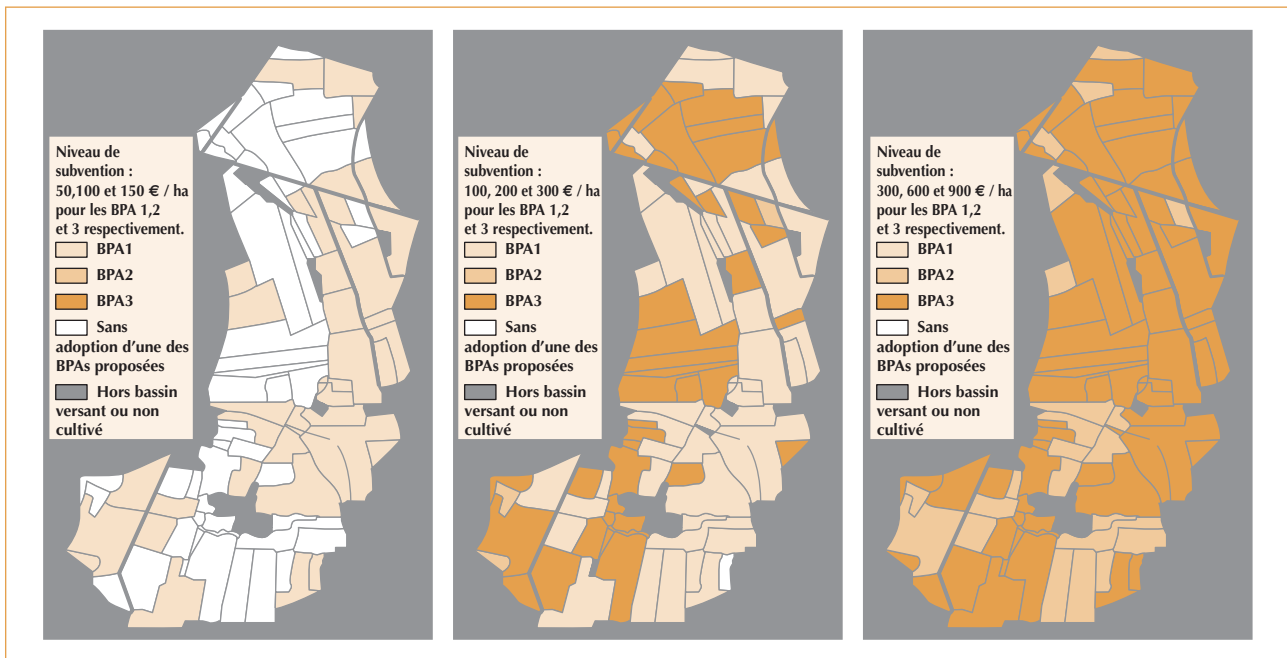 Niveau de
subvention :
50,100 et 150 € / ha
pour les BPA 1,2
et 3 respectivement.
BPA1
BPA2
BPA3
Sans
adoption d'une des
BPAs proposées
Hors bassin
versant ou non
cultivé
Niveau de
subvention :
100, 200 et 300 € / ha
pour les BPA 1,2
et 3 respectivement.
BPA1
BPA2
BPA3
Sans
adoption d'une des
BPAs proposées
Hors bassin
versant ou non
cultivé
Niveau de
subvention :
300, 600 et 900 € / ha
pour les BPA 1,2
et 3 respectivement.
BPA1
BPA2
BPA3
Sans
adoption d'une des
BPAs proposées
Hors bassin
versant ou non
cultivé